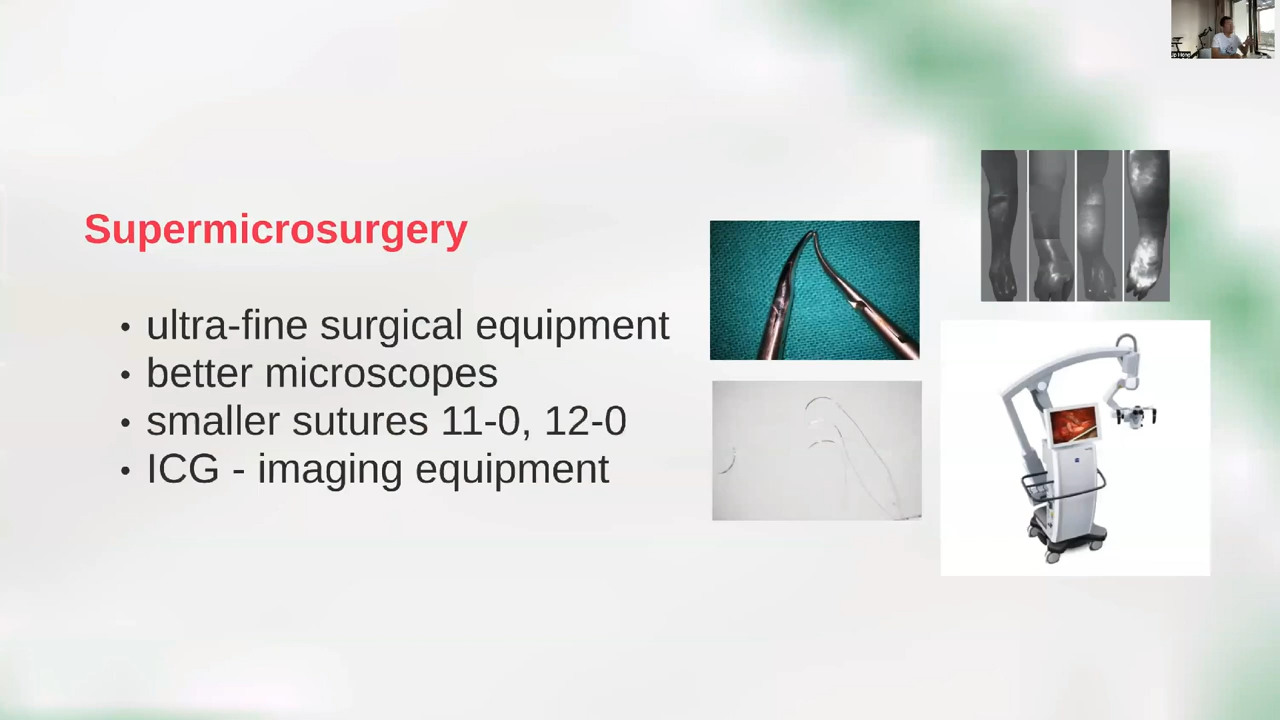 Supermicrosurgery
• ultra-fine surgical equipment
• better microscopes
• smaller sutures 11-0, 12-0
• ICG - imaging equipment